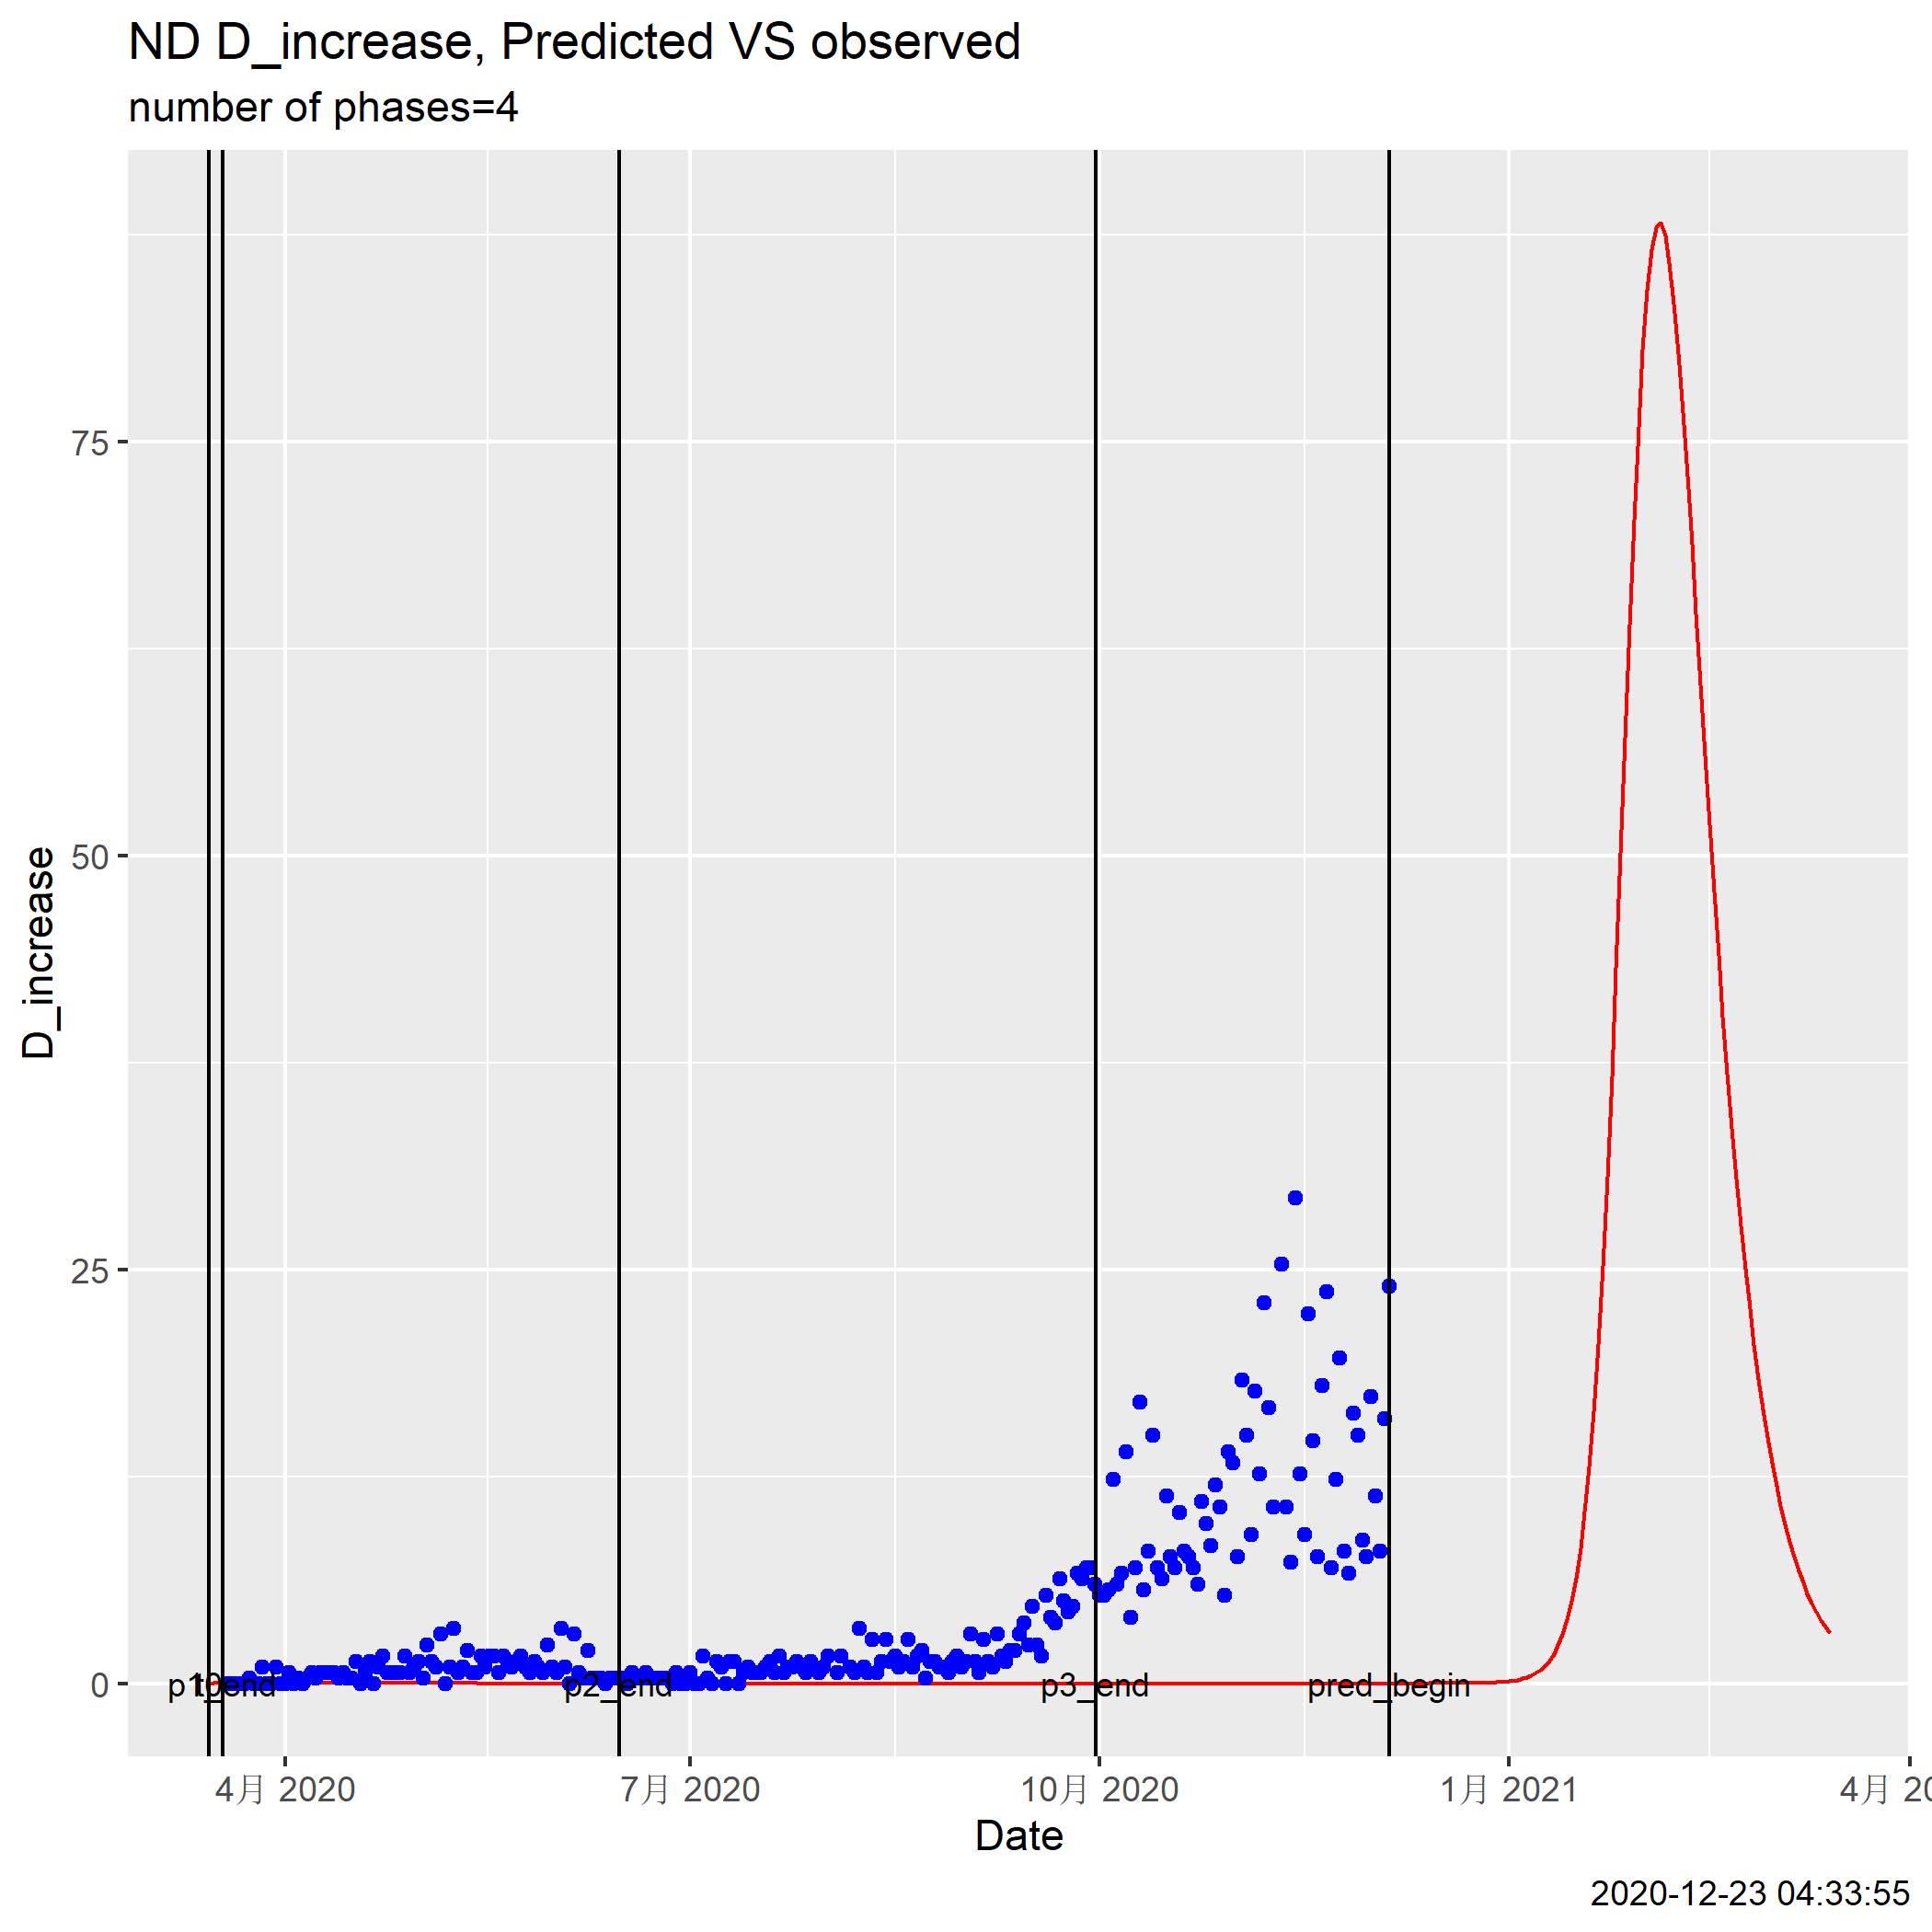 ND D_increase, Predicted VS observed
number of phases=4
D_increase
75
50
25
0
p2_end
p3_end
pred_begin
4月 2020
7月 2020
10月 2020
1月 2021
4月 20
Date
2020-12-23 04:33:55